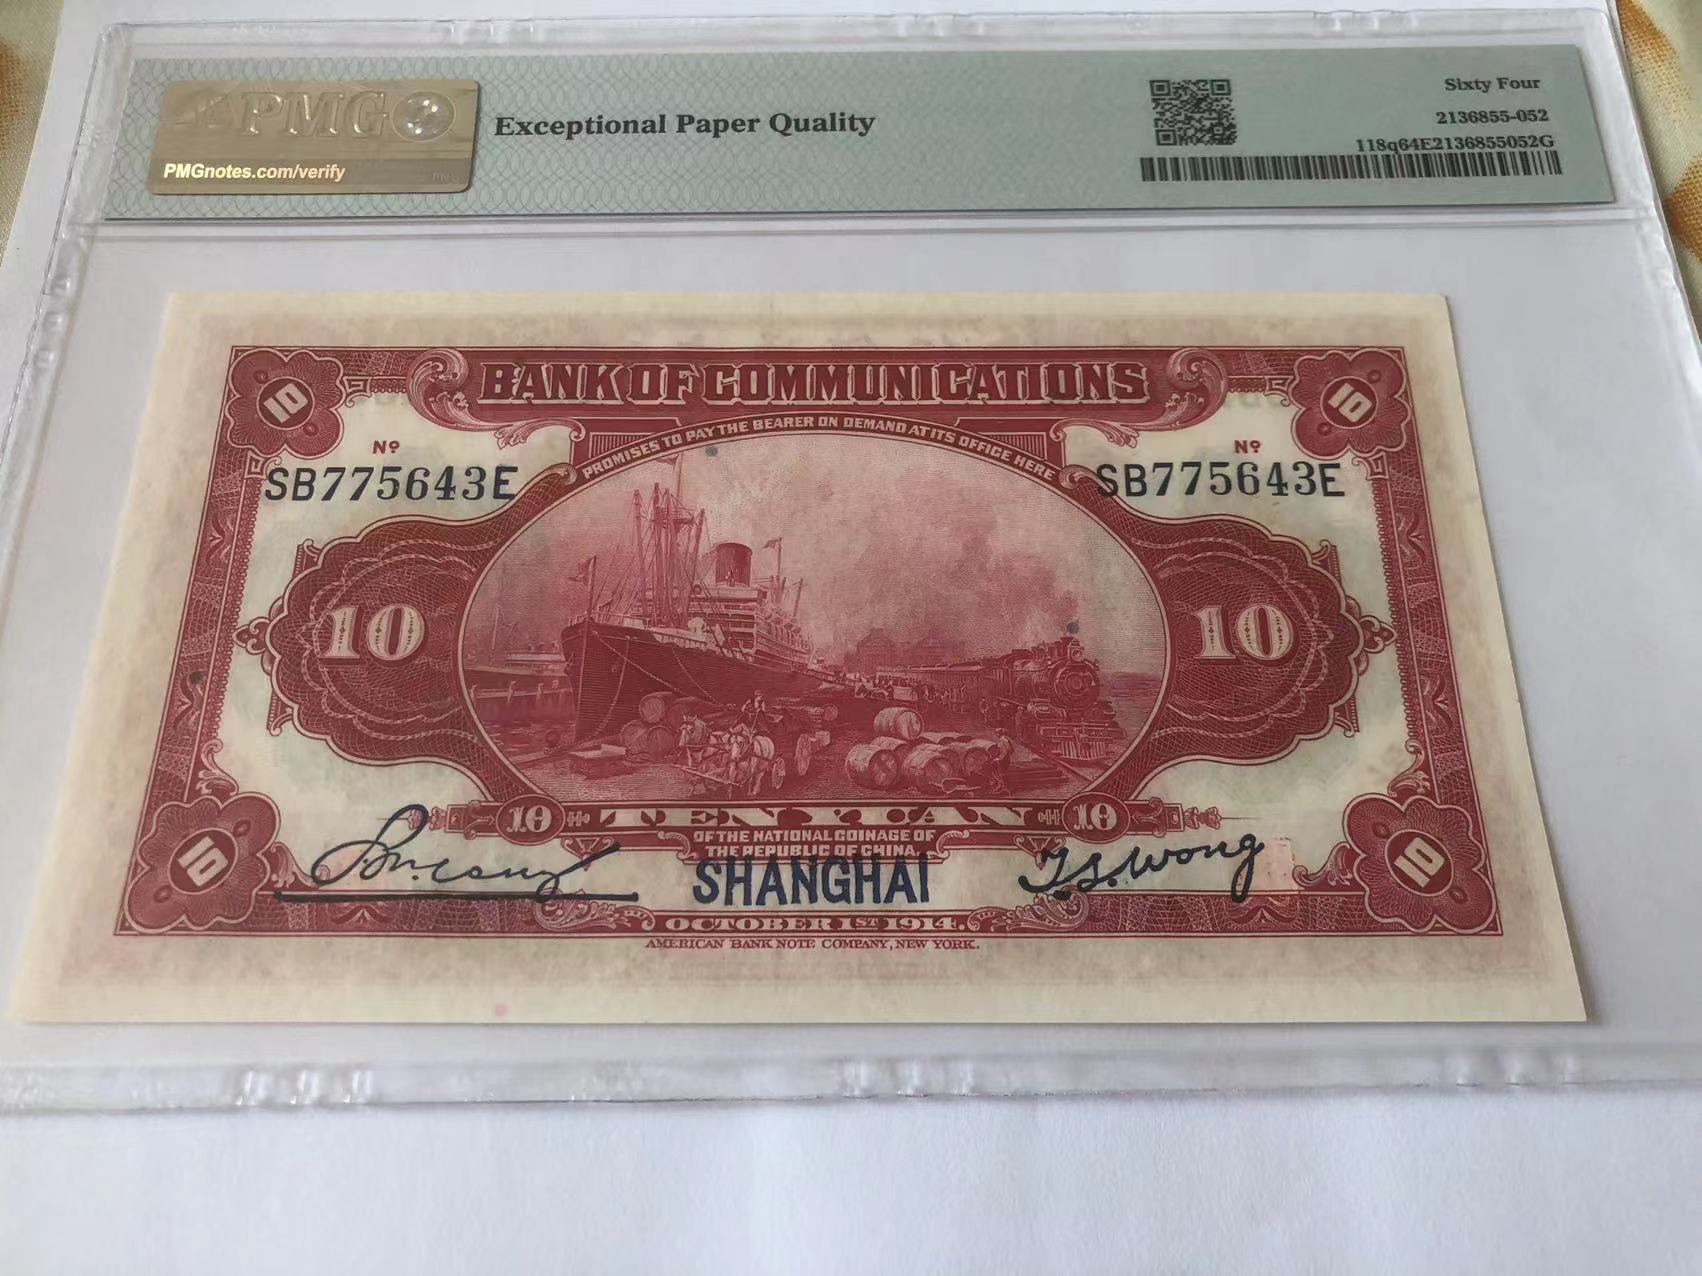 PMG
PMGnotes.com/verify
Exceptional Paper Quality
Sixty Four
2136855-052
118q64E2136855052G
BANK OF COMMUNICATIONS
PROMISES TO PAY THE BEARER ON DEMAND AT ITS OFFICE HERE
10
10
Nº
Nº
SB775643E
SB775643E
10
10
10 TEN YUAN 10
OF THE NATIONAL COINAGE OF
THE REPUBLIC OF CHINA.
10
SHANGHAI
T.S. Wong
10
OCTOBER 1ST 1914.
AMERICAN BANK NOTE COMPANY, NEW YORK.